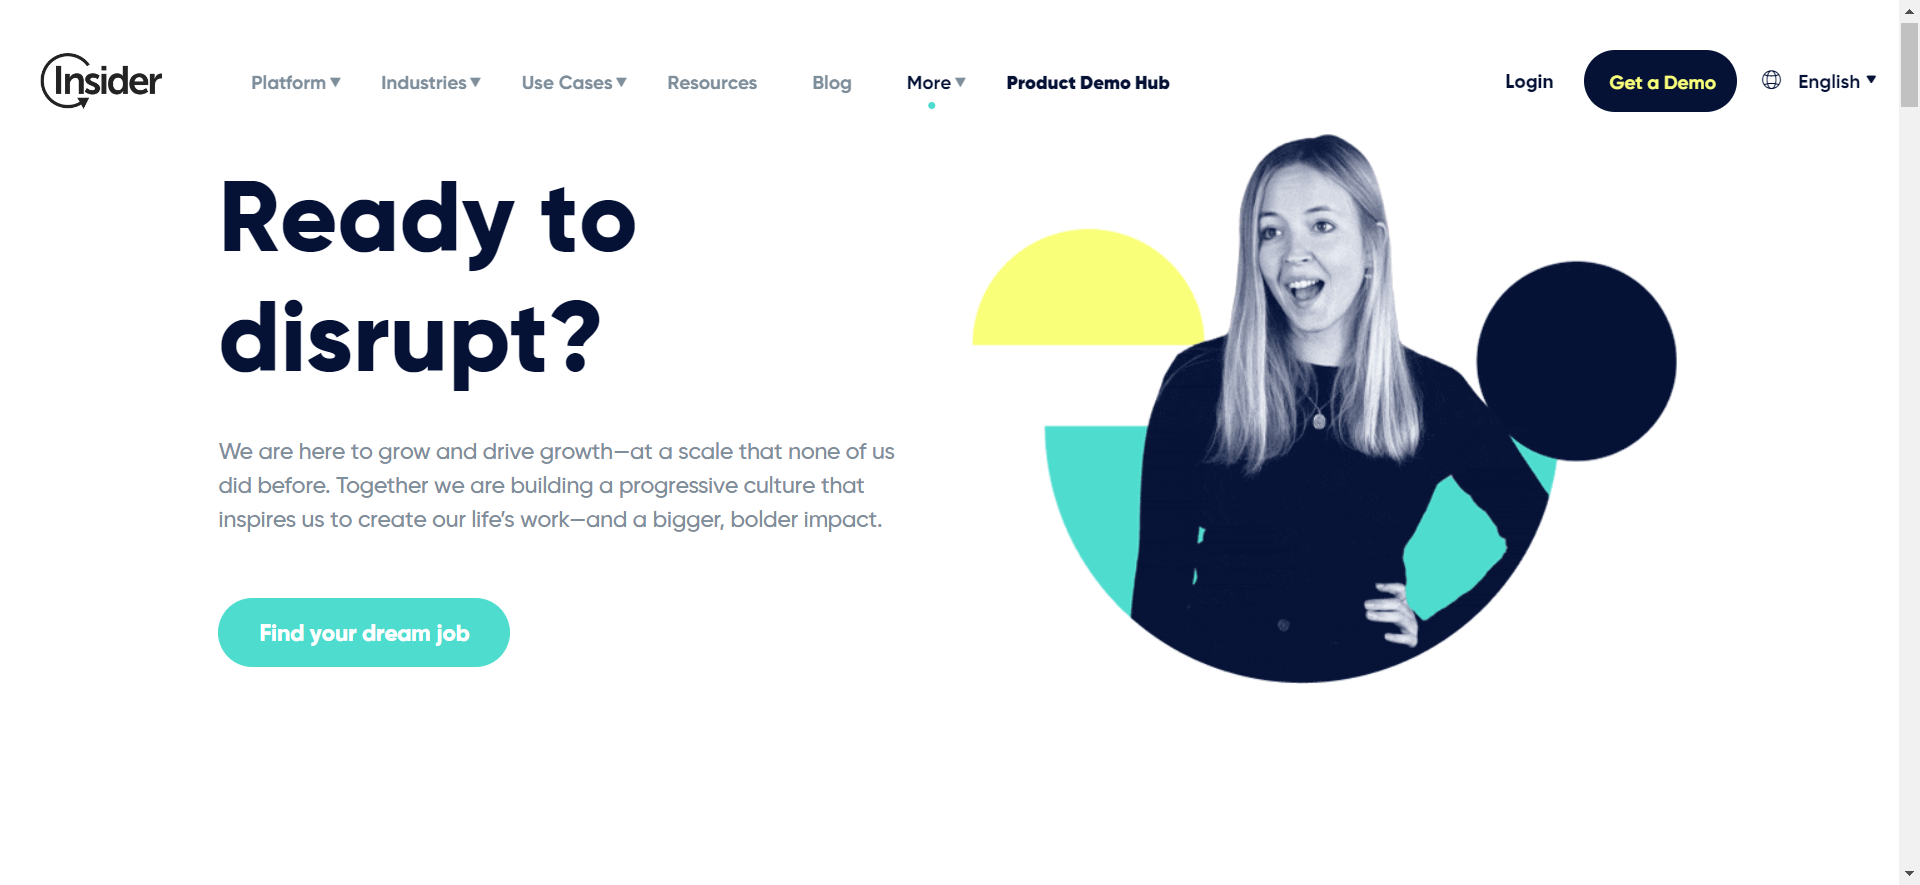 Insider
Platform
Industries
Use Cases
Resources
Blog
More
Product Demo Hub
Login
Get a Demo
English
Ready to
disrupt?
We are here to grow and drive growth—at a scale that none of us
did before. Together we are building a progressive culture that
inspires us to create our life’s work—and a bigger, bolder impact.
Find your dream job